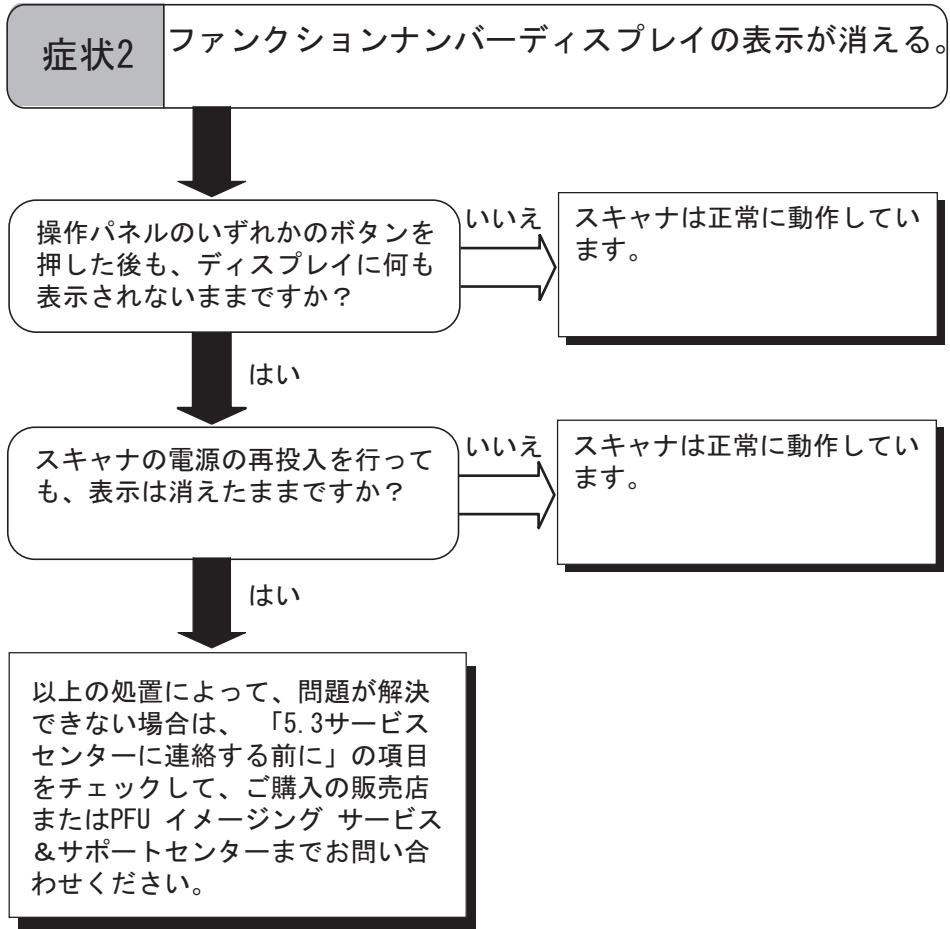 症状2
ファンクションナンバーディスプレイの表示が消える。
操作パネルのいずれかのボタンを
押した後も、ディスプレイに何も
表示されないままですか？
いいえ
スキャナは正常に動作してい
ます。
はい
スキャナの電源の再投入を行って
も、表示は消えたままですか？
いいえ
スキャナは正常に動作してい
ます。
はい
以上の処置によって、問題が解決
できない場合は、 「5.3サービス
センターに連絡する前に」の項目
をチェックして、ご購入の販売店
またはPFU イメージング サービス
＆サポートセンターまでお問い合
わせください。